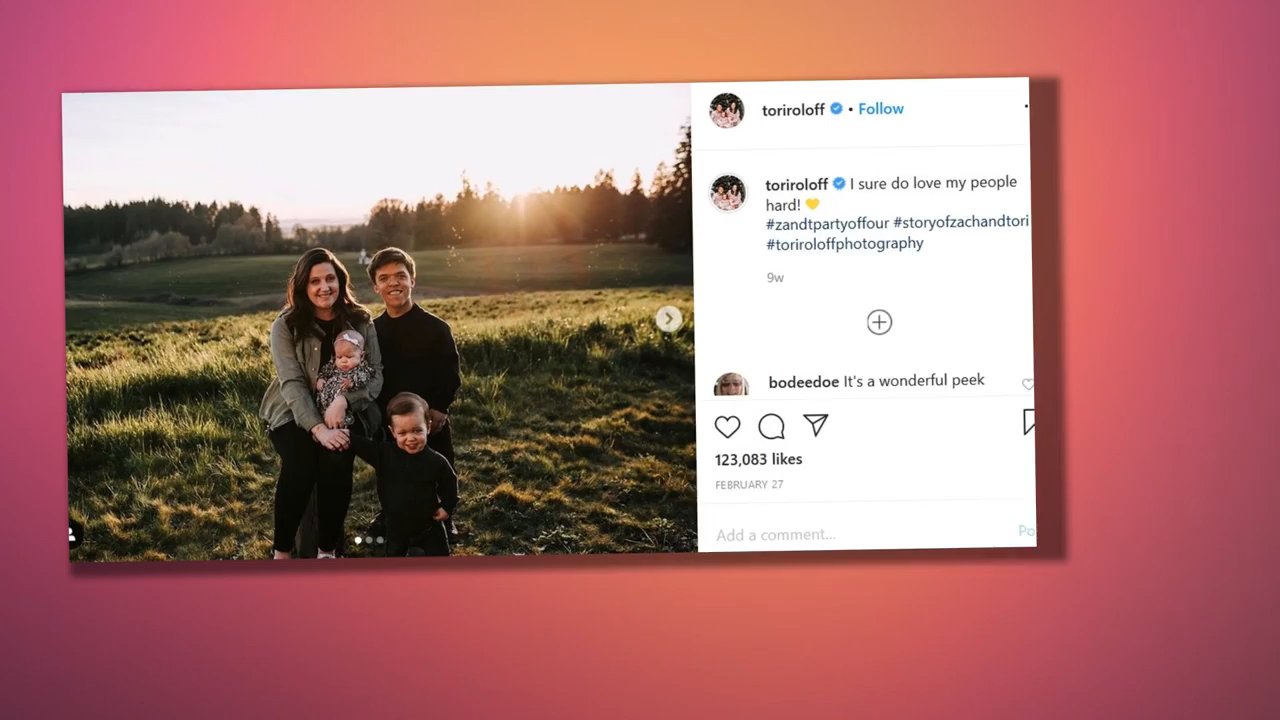 toriroloff • Follow
toriroloff I sure do love my people
hard! 💛
#zandtpartyoffour #storyofzachandtori
#toriroloffphotography
9w
bodeedoe It's a wonderful peek
123,083 likes
FEBRUARY 27
Add a comment... Po